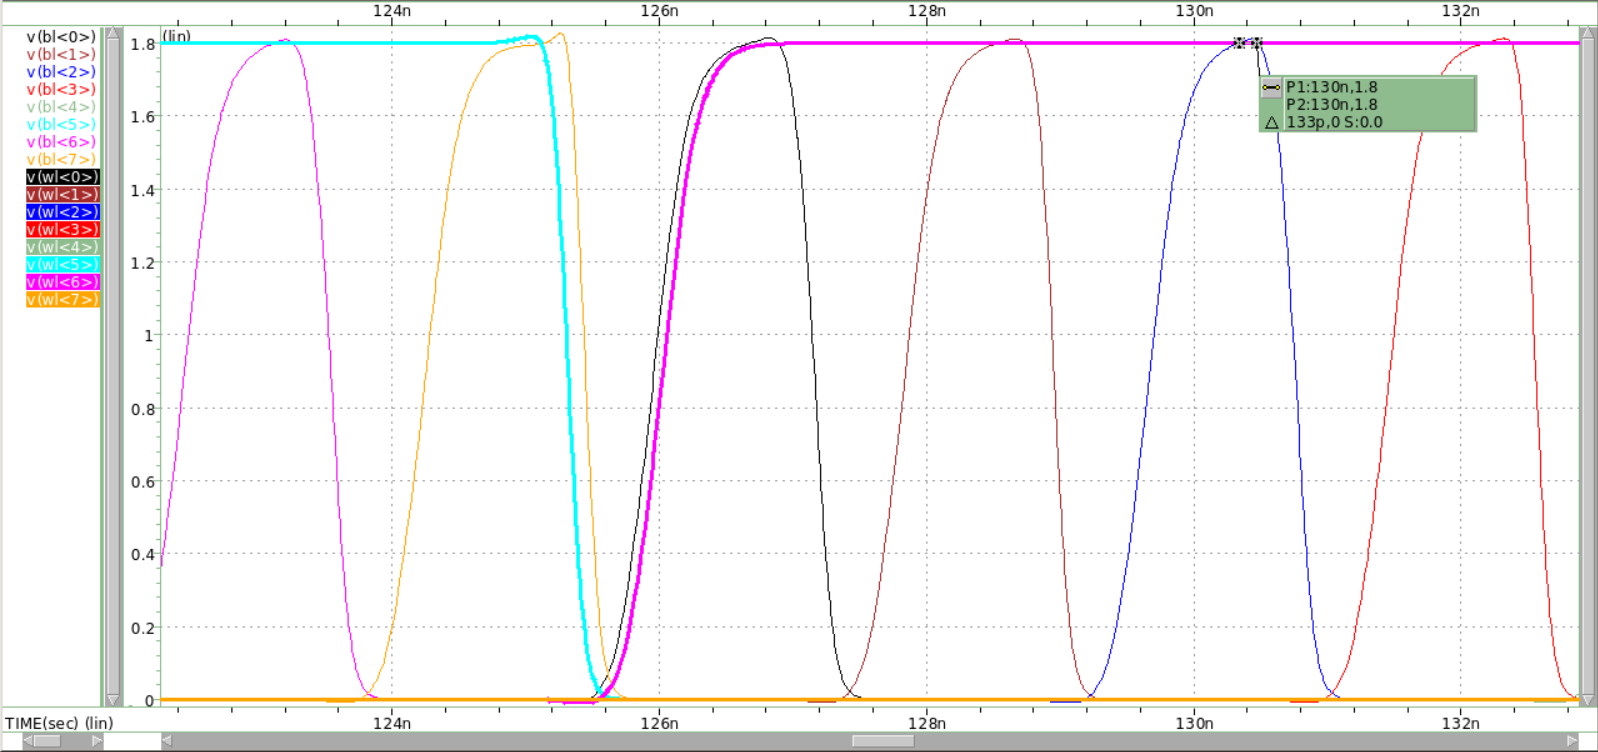 124n 126n 128n 130n 132n
v(bl<0>)
v(bl<1>)
v(bl<2>)
v(bl<3>)
v(bl<4>)
v(bl<5>)
v(bl<6>)
v(bl<7>)
v(wl<0>)
v(wl<1>)
v(wl<2>)
v(wl<3>)
v(wl<4>)
v(wl<5>)
v(wl<6>)
v(wl<7>)
(lin)
1.8
1.6
1.4
1.2
1
0.8
0.6
0.4
0.2
0
P1:130n,1.8
P2:130n,1.8
133p,0 S:0.0
TIME(sec) (lin) 124n 126n 128n 130n 132n